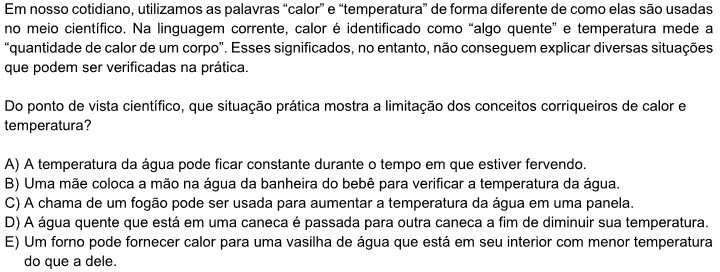 Em nosso cotidiano, utilizamos as palavras “calor” e “temperatura” de forma diferente de como elas são usadas
no meio científico. Na linguagem corrente, calor é identificado como “algo quente” e temperatura mede a
“quantidade de calor de um corpo”. Esses significados, no entanto, não conseguem explicar diversas situações
que podem ser verificadas na prática.
Do ponto de vista científico, que situação prática mostra a limitação dos conceitos corriqueiros de calor e
temperatura?
A) A temperatura da água pode ficar constante durante o tempo em que estiver fervendo.
B) Uma mãe coloca a mão na água da banheira do bebê para verificar a temperatura da água.
C) A chama de um fogão pode ser usada para aumentar a temperatura da água em uma panela.
D) A água quente que está em uma caneca é passada para outra caneca a fim de diminuir sua temperatura.
E) Um forno pode fornecer calor para uma vasilha de água que está em seu interior com menor temperatura
do que a dele.